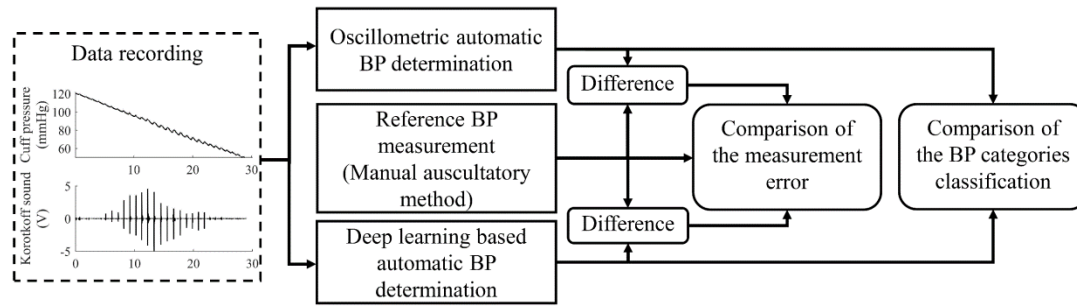 Data recording
Cuff pressure
(mmHg)
120
100
80
60
0
10
20
30
Korotkoff sound
(V)
5
0
-5
0
10
20
30
Oscillometric automatic
BP determination
Reference BP
measurement
(Manual auscultatory
method)
Deep learning based
automatic BP
determination
Difference
Difference
Comparison of
the measurement
error
Comparison of
the BP categories
classification